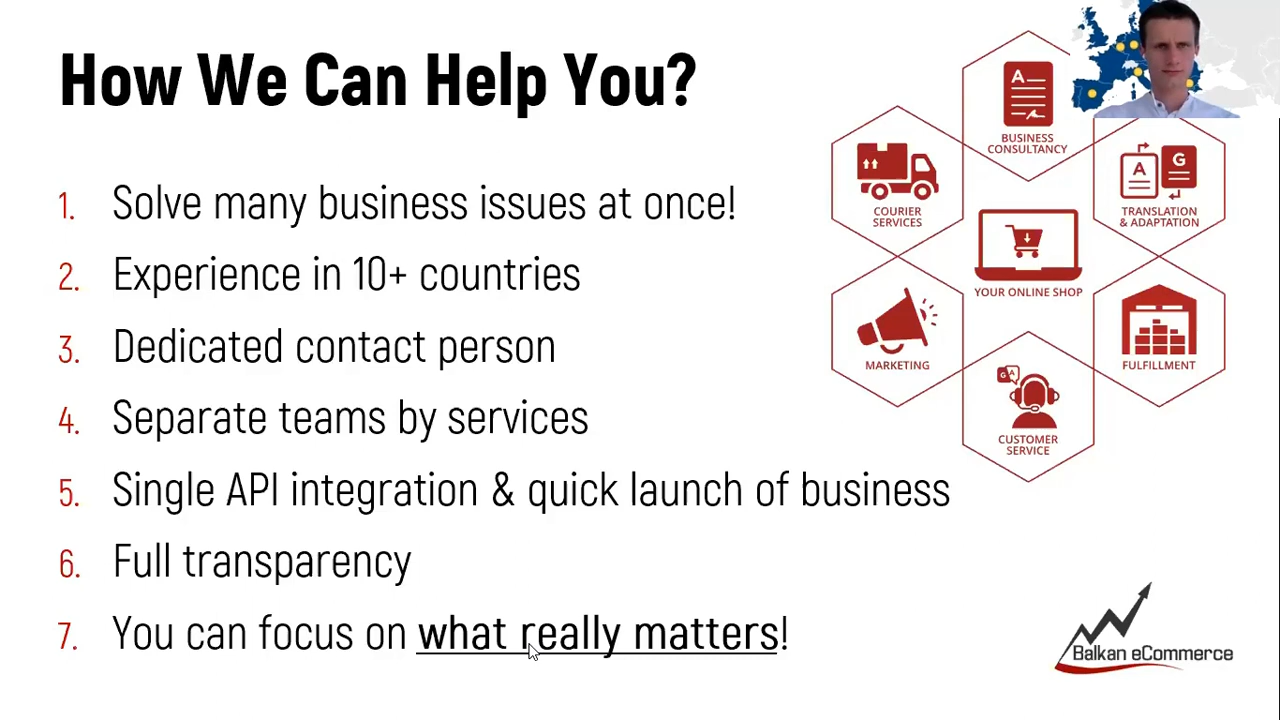 How We Can Help You?
1. Solve many business issues at once!
2. Experience in 10+ countries
3. Dedicated contact person
4. Separate teams by services
5. Single API integration & quick launch of business
6. Full transparency
7. You can focus on what really matters!
A
BUSINESS
CONSULTANCY
COURIER
SERVICES
A G
TRANSLATION
& ADAPTATION
YOUR ONLINE SHOP
MARKETING
FULFILLMENT
G A
CUSTOMER
SERVICE
Balkan eCommerce